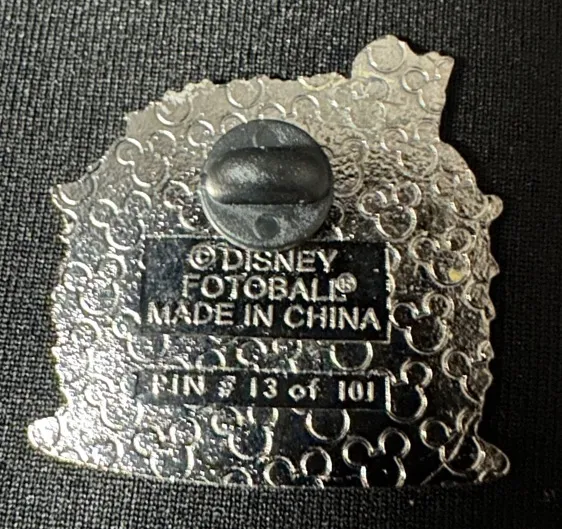 © DISNEY
FOTOBALL®
MADE IN CHINA
PIN # 13 of 101